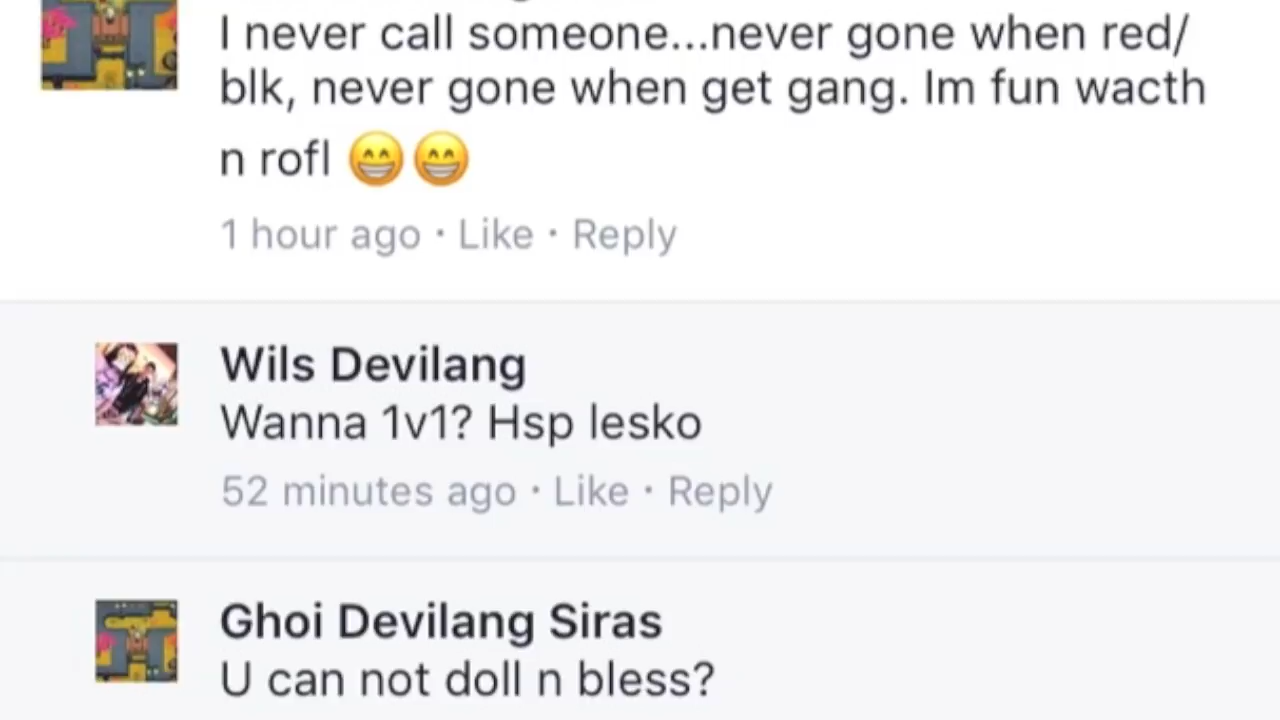 I never call someone...never gone when red/
blk, never gone when get gang. Im fun wacth
n rofl 😁😁
1 hour ago · Like · Reply
Wils Devilang
Wanna 1v1? Hsp lesko
52 minutes ago · Like · Reply
Ghoi Devilang Siras
U can not doll n bless?